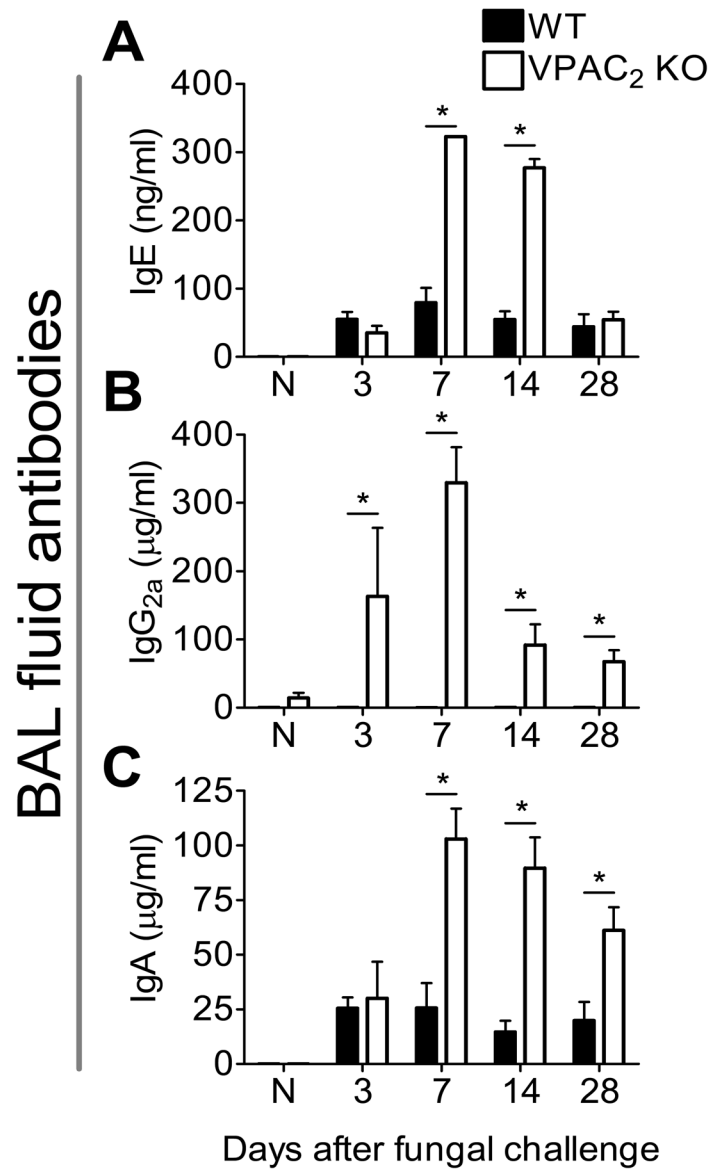 WT
VPAC₂ KO
BAL fluid antibodies
A
IgE (ng/ml)
400
300
200
100
0
N 3 7 14 28
* *
B
IgG₂ₐ (µg/ml)
400
300
200
100
0
N 3 7 14 28
* * * *
C
IgA (µg/ml)
125
100
75
50
25
0
N 3 7 14 28
* * *
Days after fungal challenge